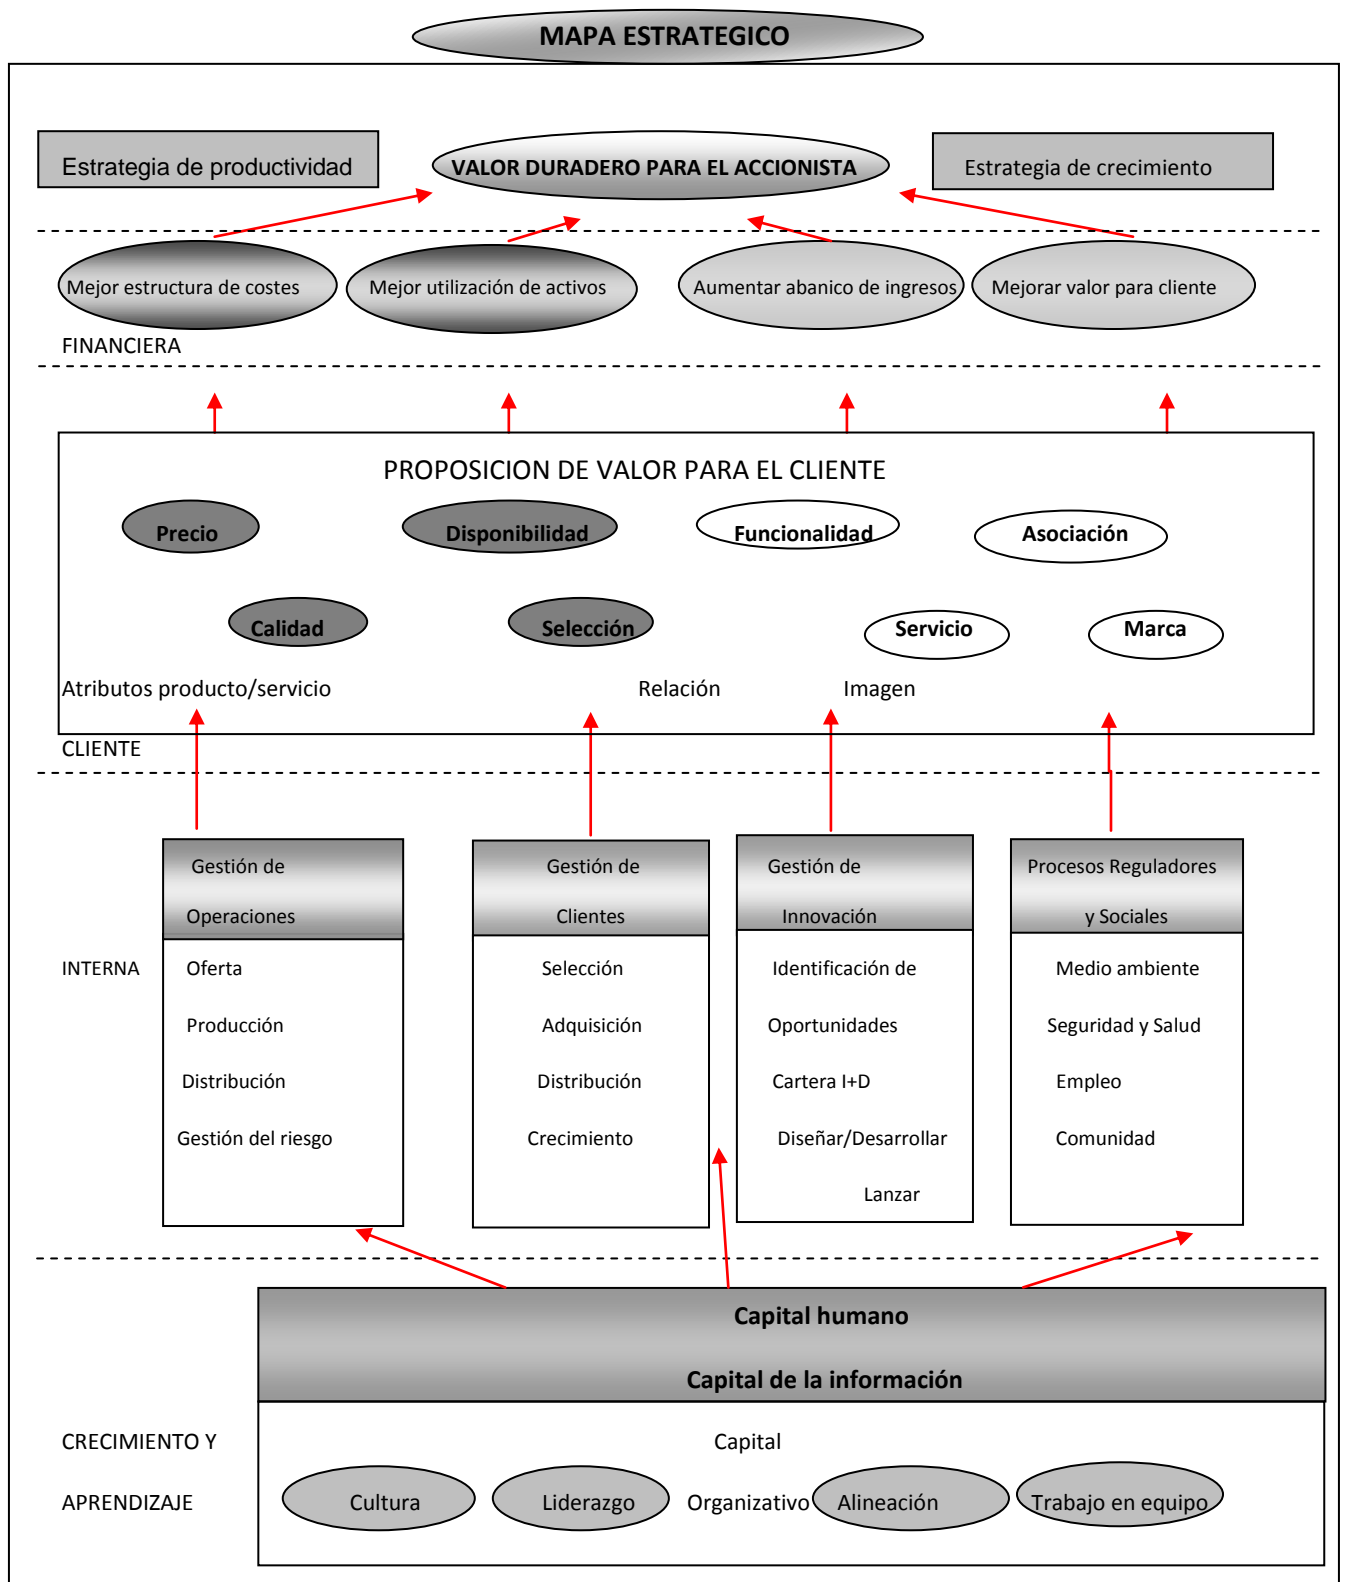 MAPA ESTRATEGICO
Estrategia de productividad
VALOR DURADERO PARA EL ACCIONISTA
Estrategia de crecimiento
Mejor estructura de costes
Mejor utilización de activos
Aumentar abanico de ingresos
Mejorar valor para cliente
FINANCIERA
PROPOSICION DE VALOR PARA EL CLIENTE
Precio
Disponibilidad
Funcionalidad
Asociación
Calidad
Selección
Servicio
Marca
Atributos producto/servicio
Relación
Imagen
CLIENTE
Gestión de
Operaciones
Gestión de
Clientes
Gestión de
Innovación
Procesos Reguladores
y Sociales
INTERNA
Oferta
Producción
Distribución
Gestión del riesgo
Selección
Adquisición
Distribución
Crecimiento
Identificación de
Oportunidades
Cartera I+D
Diseñar/Desarrollar
Lanzar
Medio ambiente
Seguridad y Salud
Empleo
Comunidad
Capital humano
Capital de la información
CRECIMIENTO Y
APRENDIZAJE
Capital
Organizativo
Cultura
Liderazgo
Alineación
Trabajo en equipo